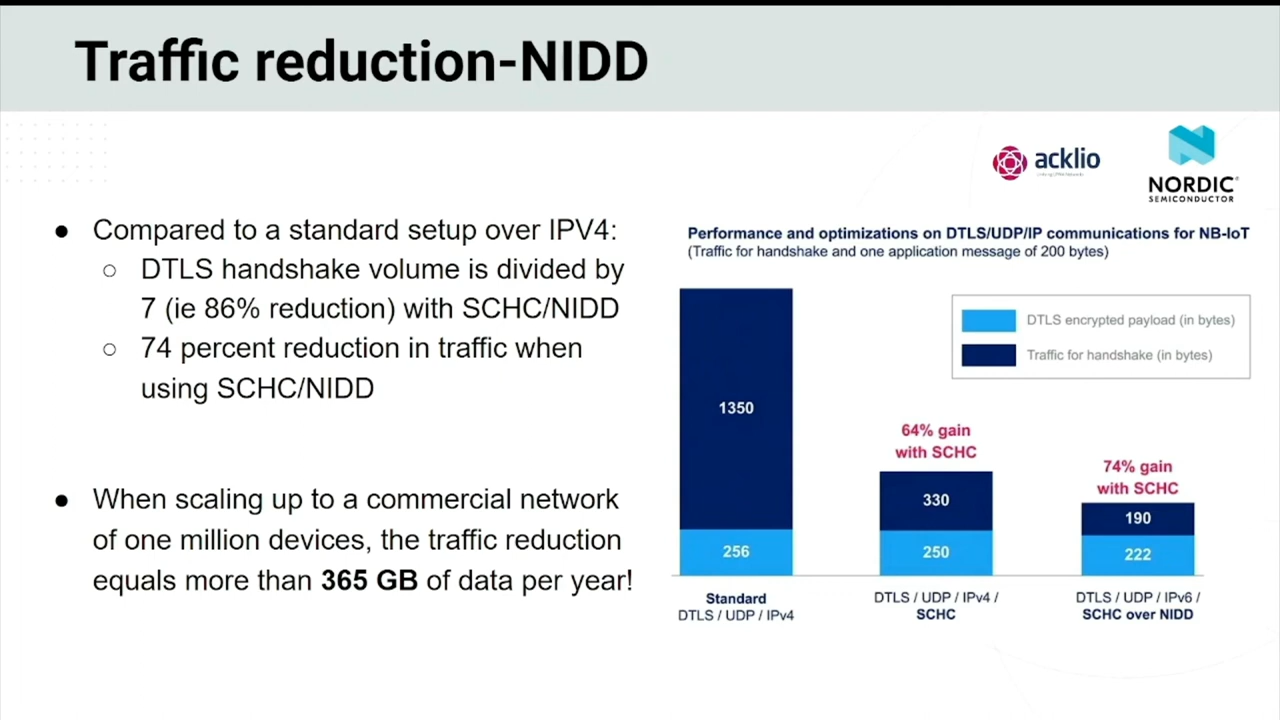 Traffic reduction-NIDD
acklio
NORDIC®
SEMICONDUCTOR
● Compared to a standard setup over IPV4:
○ DTLS handshake volume is divided by
7 (ie 86% reduction) with SCHC/NIDD
○ 74 percent reduction in traffic when
using SCHC/NIDD
● When scaling up to a commercial network
of one million devices, the traffic reduction
equals more than 365 GB of data per year!
Performance and optimizations on DTLS/UDP/IP communications for NB-IoT
(Traffic for handshake and one application message of 200 bytes)
DTLS encrypted payload (in bytes)
Traffic for handshake (in bytes)
1350
256
Standard
DTLS / UDP / IPv4
64% gain
with SCHC
330
250
DTLS / UDP / IPv4 /
SCHC
74% gain
with SCHC
190
222
DTLS / UDP / IPv6 /
SCHC over NIDD